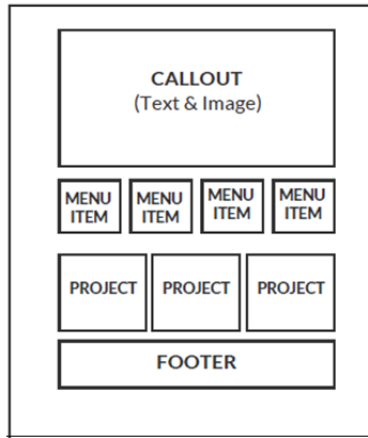 CALLOUT
(Text & Image)
MENU
ITEM
MENU
ITEM
MENU
ITEM
MENU
ITEM
PROJECT
PROJECT
PROJECT
FOOTER